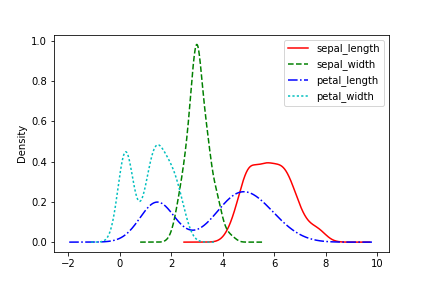 1.0
0.8
0.6
0.4
0.2
0.0
Density
−2 0 2 4 6 8 10
sepal_length
sepal_width
petal_length
petal_width